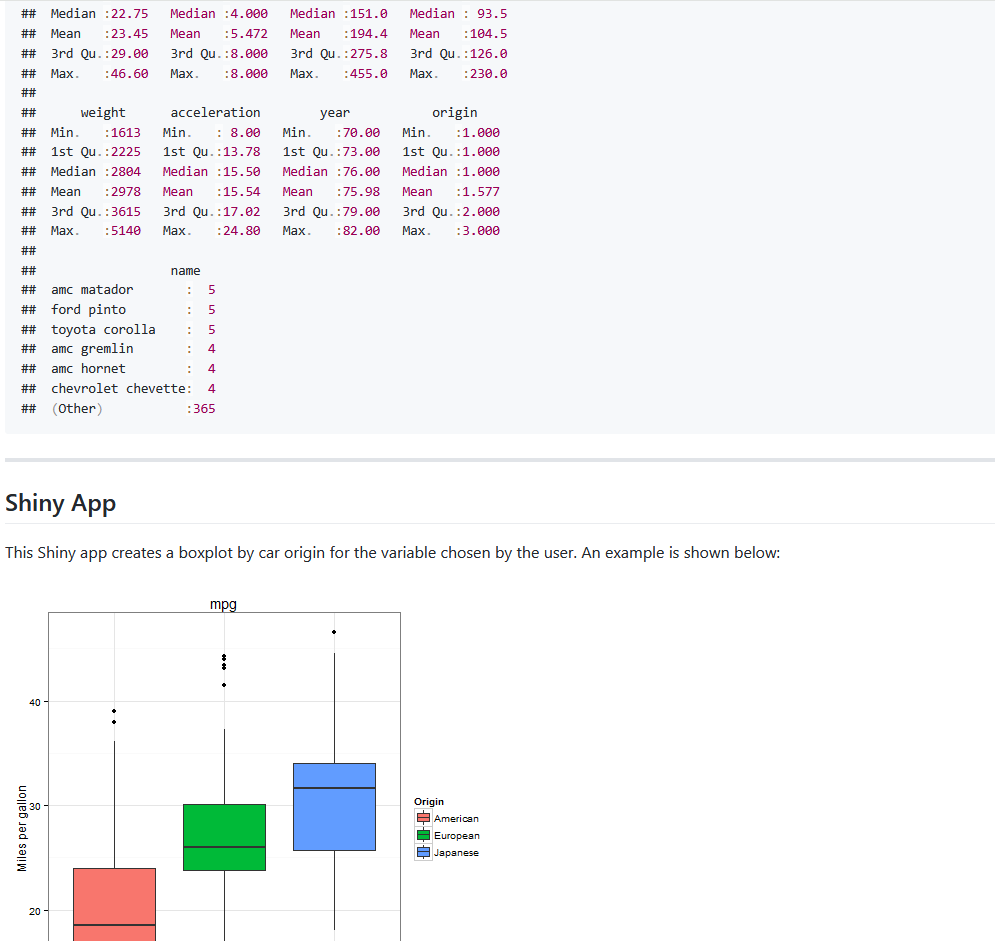 ## Median :22.75 Median :4.000 Median :151.0 Median : 93.5
## Mean :23.45 Mean :5.472 Mean :194.4 Mean :104.5
## 3rd Qu.:29.00 3rd Qu.:8.000 3rd Qu.:275.8 3rd Qu.:126.0
## Max. :46.60 Max. :8.000 Max. :455.0 Max. :230.0
##
## weight acceleration year origin
## Min. :1613 Min. : 8.00 Min. :70.00 Min. :1.000
## 1st Qu.:2225 1st Qu.:13.78 1st Qu.:73.00 1st Qu.:1.000
## Median :2804 Median :15.50 Median :76.00 Median :1.000
## Mean :2978 Mean :15.54 Mean :75.98 Mean :1.577
## 3rd Qu.:3615 3rd Qu.:17.02 3rd Qu.:79.00 3rd Qu.:2.000
## Max. :5140 Max. :24.80 Max. :82.00 Max. :3.000
##
## name
## amc matador : 5
## ford pinto : 5
## toyota corolla : 5
## amc gremlin : 4
## amc hornet : 4
## chevrolet chevette: 4
## (Other) :365
Shiny App
This Shiny app creates a boxplot by car origin for the variable chosen by the user. An example is shown below:
mpg
40
30
20
Miles per gallon
Origin
American
European
Japanese